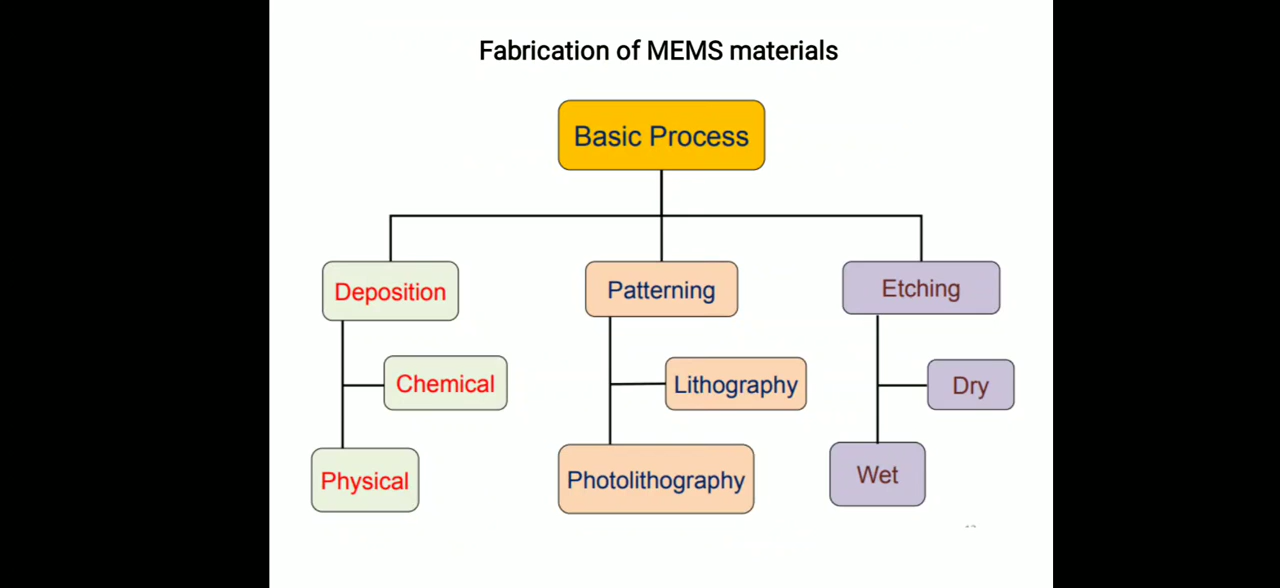 Fabrication of MEMS materials
Basic Process
Deposition
Patterning
Etching
Chemical
Lithography
Dry
Physical
Photolithography
Wet